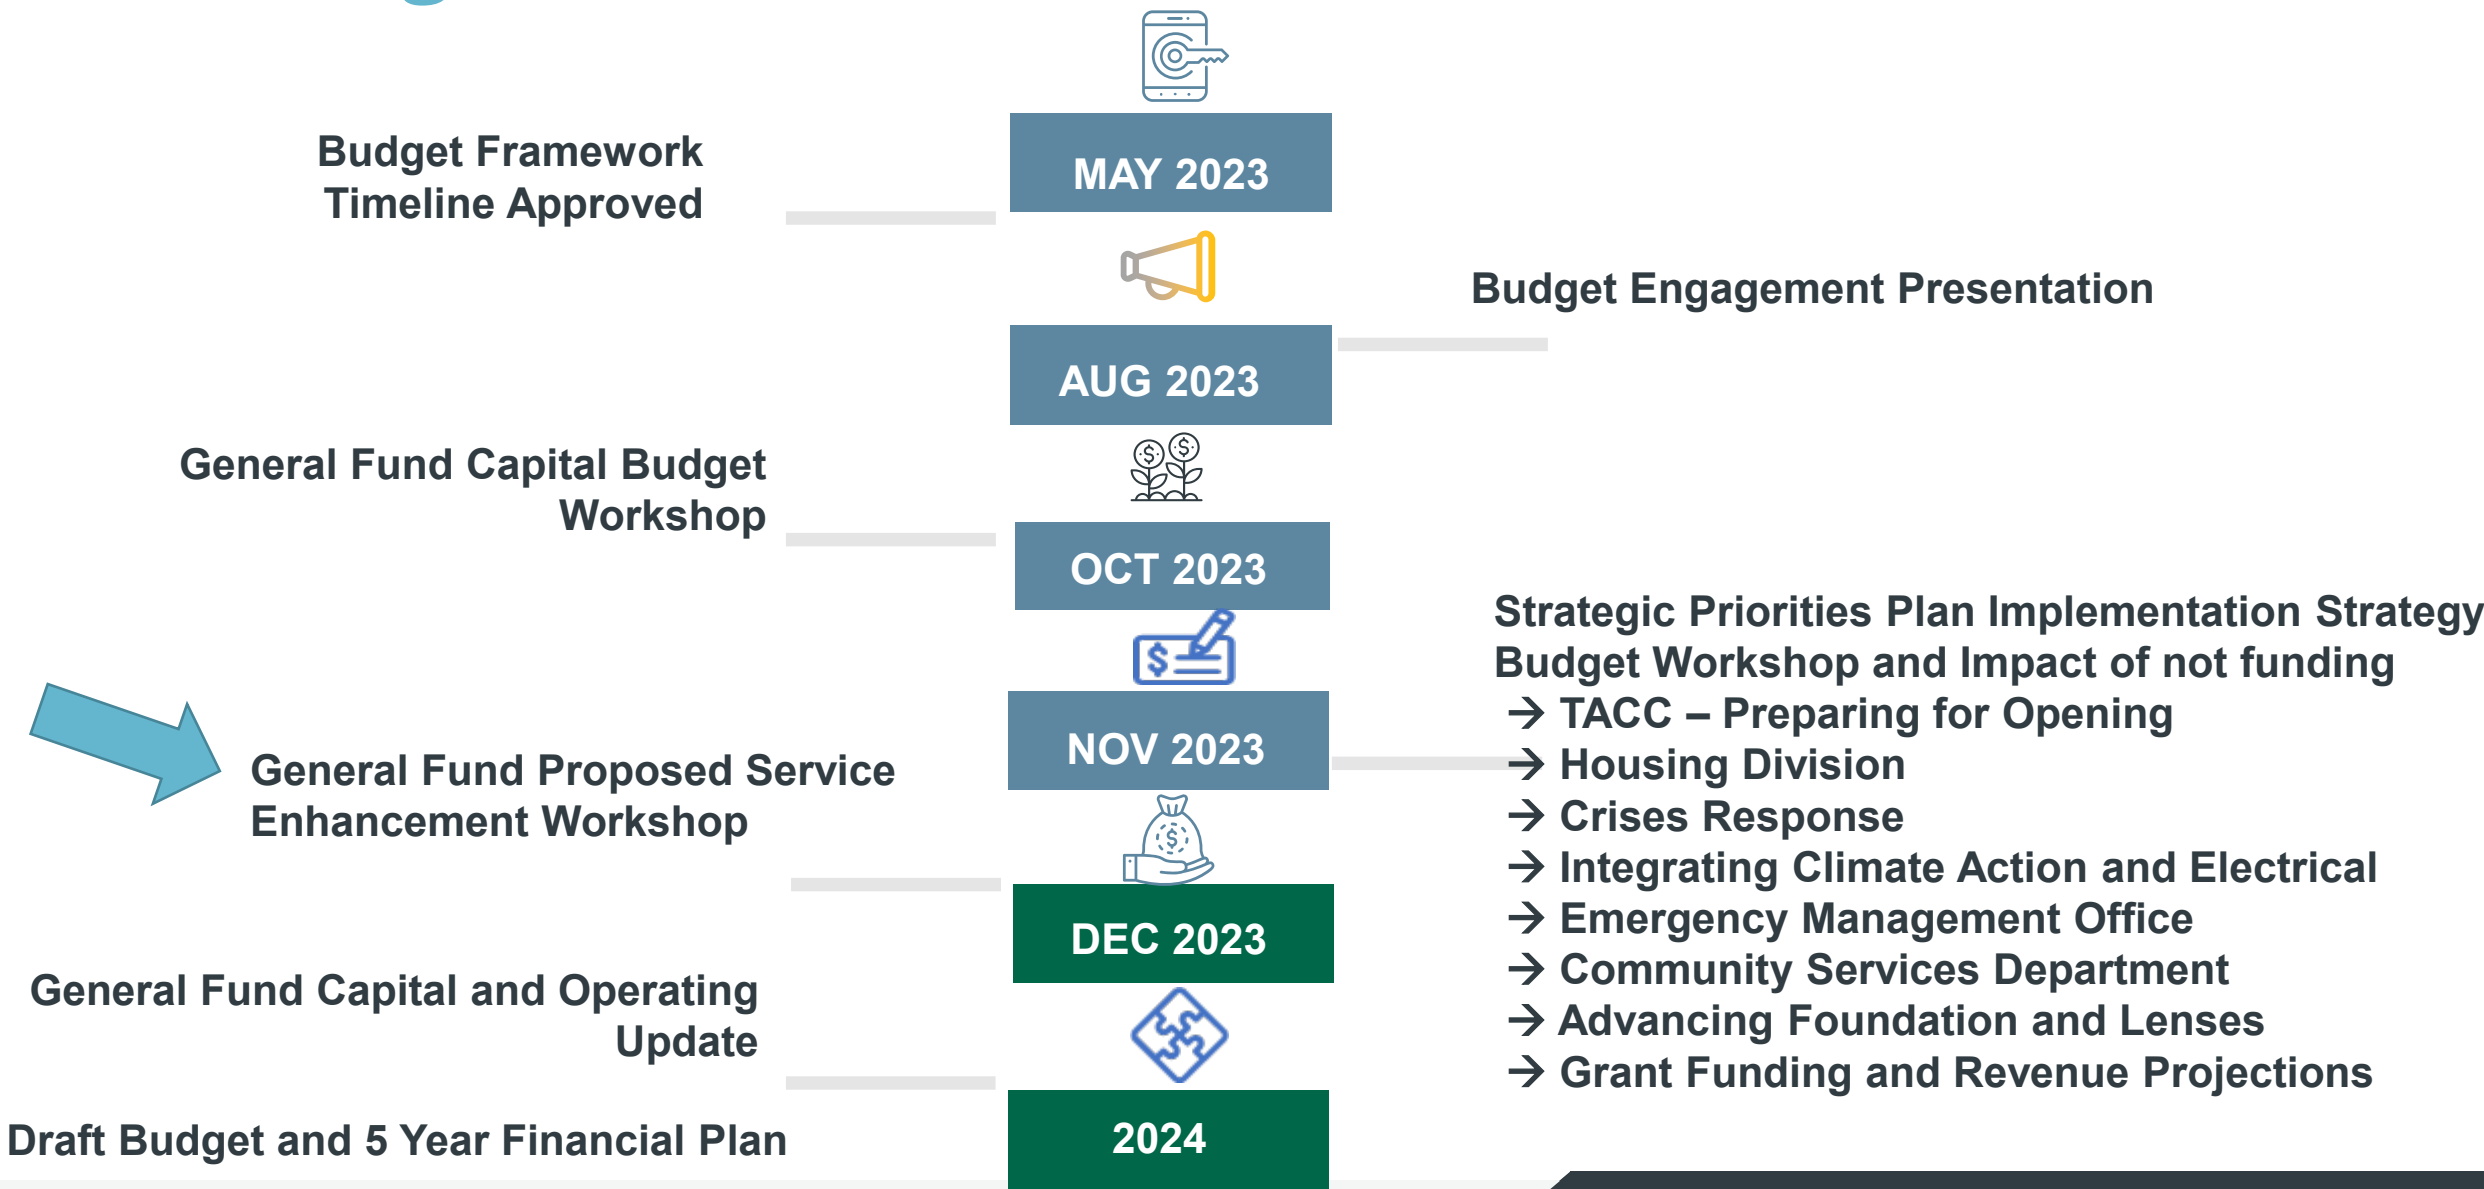 Budget Framework
Timeline Approved
MAY 2023
Budget Engagement Presentation
AUG 2023
General Fund Capital Budget
Workshop
OCT 2023
Strategic Priorities Plan Implementation Strategy
Budget Workshop and Impact of not funding
→ TACC – Preparing for Opening
→ Housing Division
→ Crises Response
→ Integrating Climate Action and Electrical
→ Emergency Management Office
→ Community Services Department
→ Advancing Foundation and Lenses
→ Grant Funding and Revenue Projections
NOV 2023
General Fund Proposed Service
Enhancement Workshop
DEC 2023
General Fund Capital and Operating
Update
Draft Budget and 5 Year Financial Plan
2024